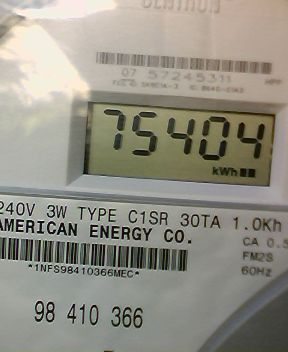 CENTRON
07 57245311
75404
kWh
240V 3W TYPE C1SR 30TA 1.0Kh
AMERICAN ENERGY CO.
CA 0.5
FM2S
60Hz
*1NFS98410366MEC*
98 410 366